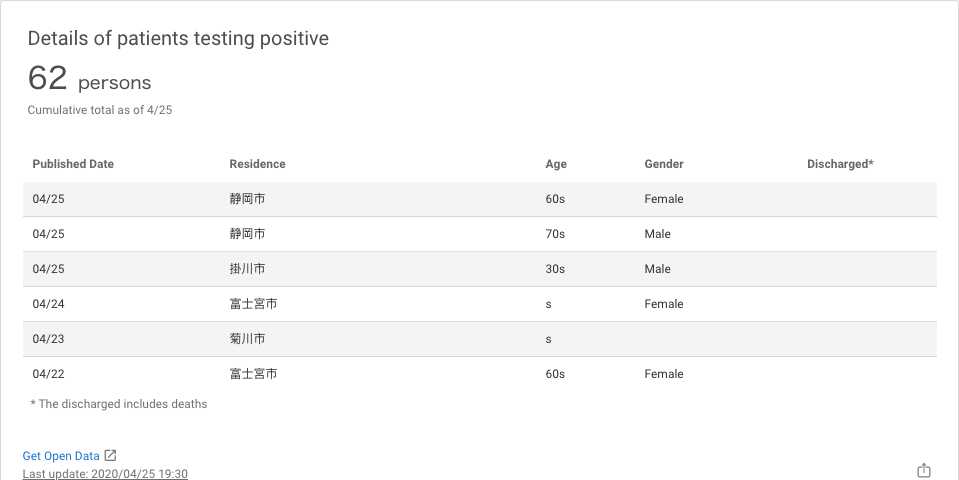 Details of patients testing positive
62 persons
Cumulative total as of 4/25
Published Date Residence Age Gender Discharged*
04/25 静岡市 60s Female
04/25 静岡市 70s Male
04/25 掛川市 30s Male
04/24 富士宮市 s Female
04/23 菊川市 s
04/22 富士宮市 60s Female
* The discharged includes deaths
Get Open Data
Last update: 2020/04/25 19:30